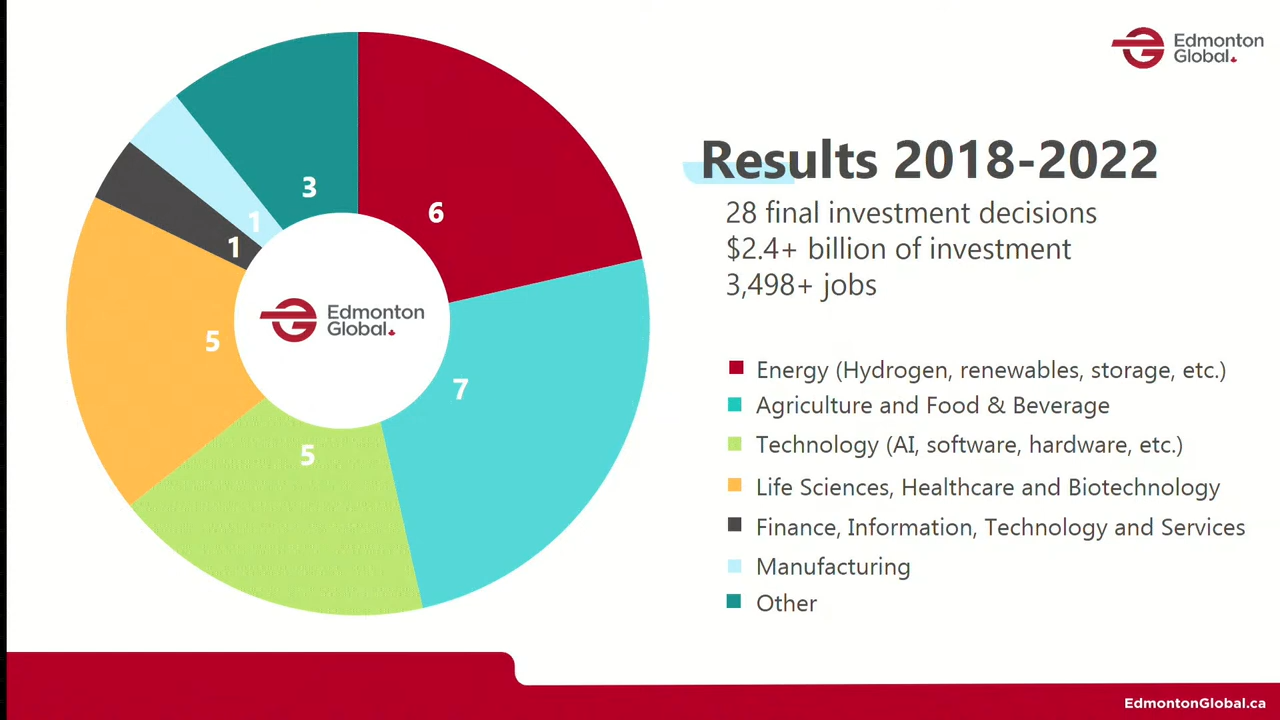 Edmonton
Global
Results 2018-2022
28 final investment decisions
$2.4+ billion of investment
3,498+ jobs
3
6
1
1
5
7
5
Edmonton
Global
Energy (Hydrogen, renewables, storage, etc.)
Agriculture and Food & Beverage
Technology (AI, software, hardware, etc.)
Life Sciences, Healthcare and Biotechnology
Finance, Information, Technology and Services
Manufacturing
Other
EdmontonGlobal.ca